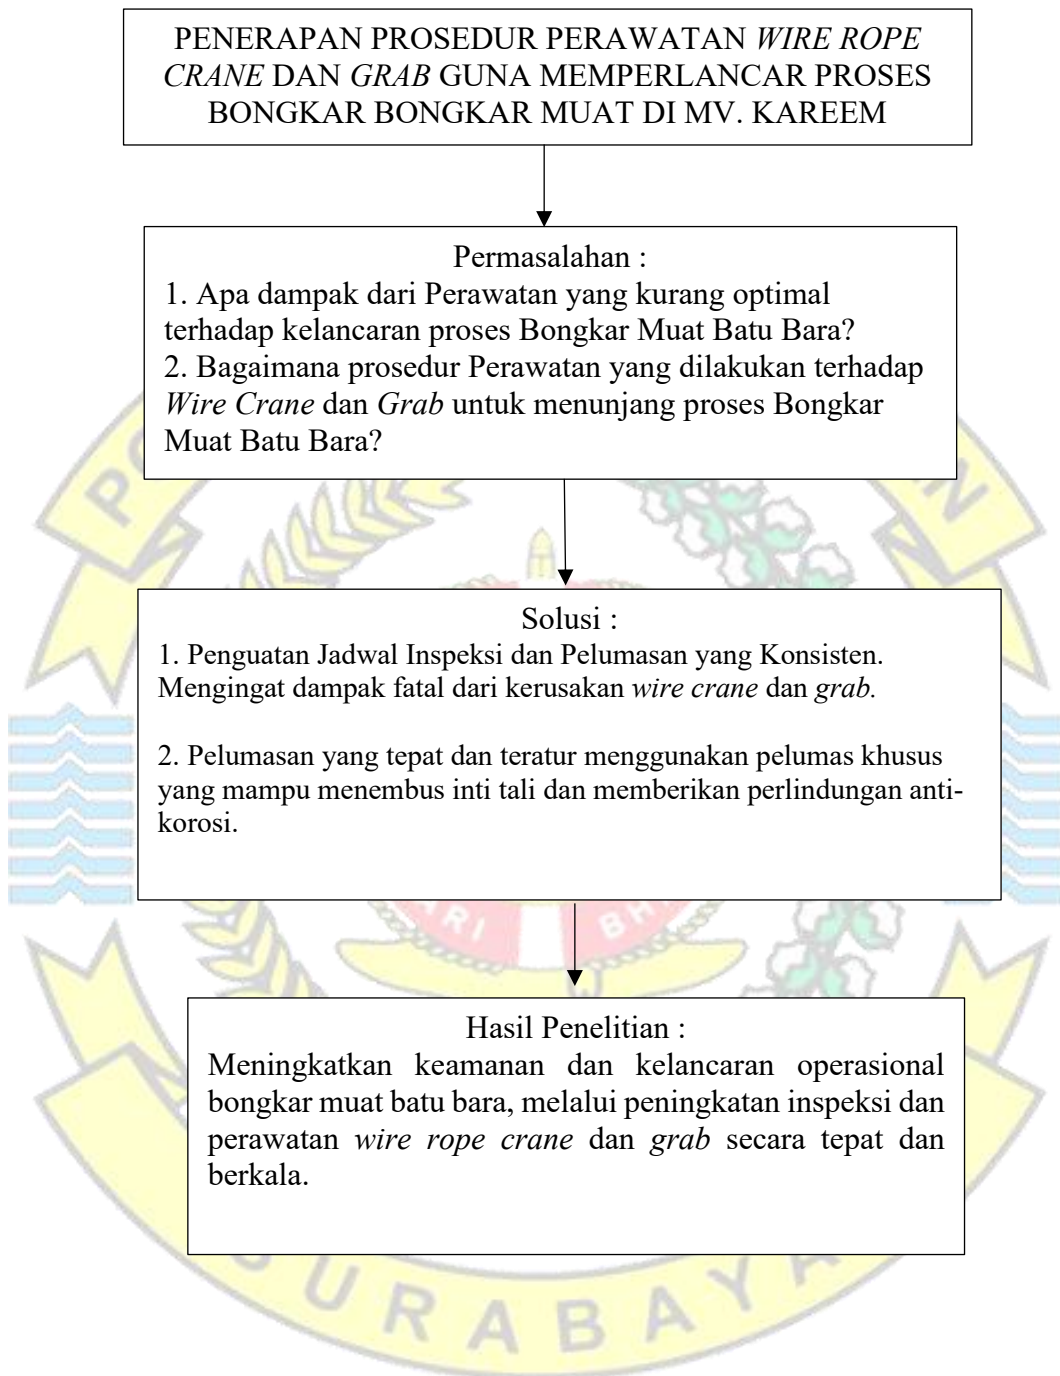 PENERAPAN PROSEDUR PERAWATAN WIRE ROPE
CRANE DAN GRAB GUNA MEMPERLANCAR PROSES
BONGKAR BONGKAR MUAT DI MV. KAREEM
Permasalahan :
1. Apa dampak dari Perawatan yang kurang optimal
terhadap kelancaran proses Bongkar Muat Batu Bara?
2. Bagaimana prosedur Perawatan yang dilakukan terhadap
Wire Crane dan Grab untuk menunjang proses Bongkar
Muat Batu Bara?
Solusi :
1. Penguatan Jadwal Inspeksi dan Pelumasan yang Konsisten.
Mengingat dampak fatal dari kerusakan wire crane dan grab.
2. Pelumasan yang tepat dan teratur menggunakan pelumas khusus
yang mampu menembus inti tali dan memberikan perlindungan anti-
korosi.
Hasil Penelitian :
Meningkatkan keamanan dan kelancaran operasional
bongkar muat batu bara, melalui peningkatan inspeksi dan
perawatan wire rope crane dan grab secara tepat dan
berkala.
SURABAYA